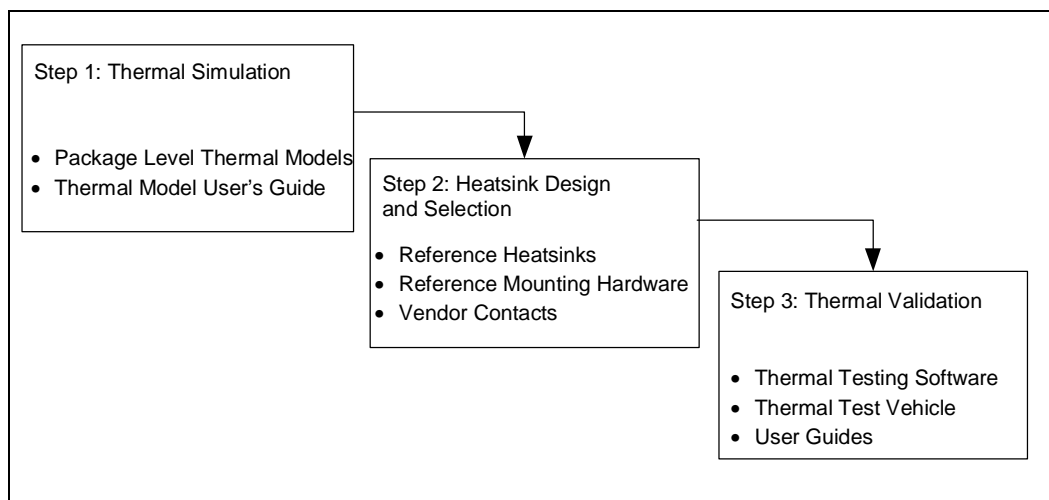 Step 1: Thermal Simulation
• Package Level Thermal Models
• Thermal Model User's Guide
Step 2: Heatsink Design
and Selection
• Reference Heatsinks
• Reference Mounting Hardware
• Vendor Contacts
Step 3: Thermal Validation
• Thermal Testing Software
• Thermal Test Vehicle
• User Guides